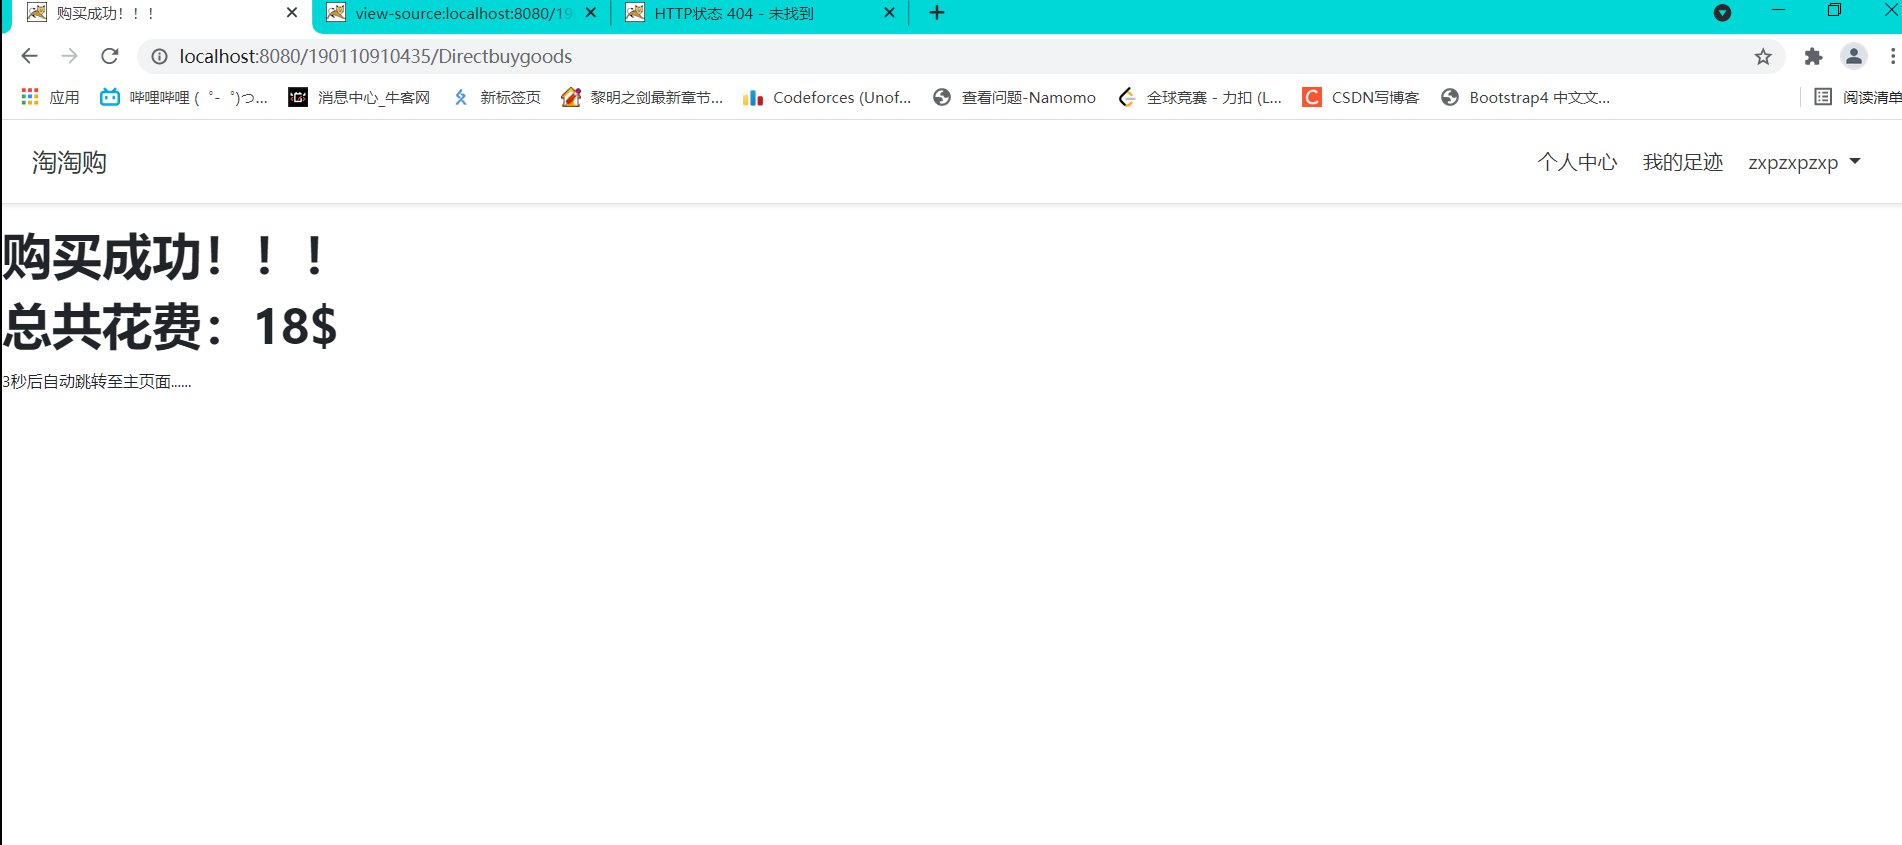 购买成功！！！
view-source:localhost:8080/19
HTTP状态 404 - 未找到
localhost:8080/190110910435/Directbuygoods
应用
哔哩哔哩 (゜-゜)つ...
消息中心_牛客网
新标签页
黎明之剑最新章节...
Codeforces (Unof...
查看问题-Namomo
全球竞赛 - 力扣 (L...
CSDN写博客
Bootstrap4 中文文...
阅读清单
淘淘购
个人中心
我的足迹
zxpzxpzxp
购买成功！！！
总共花费：18$
3秒后自动跳转至主页面......